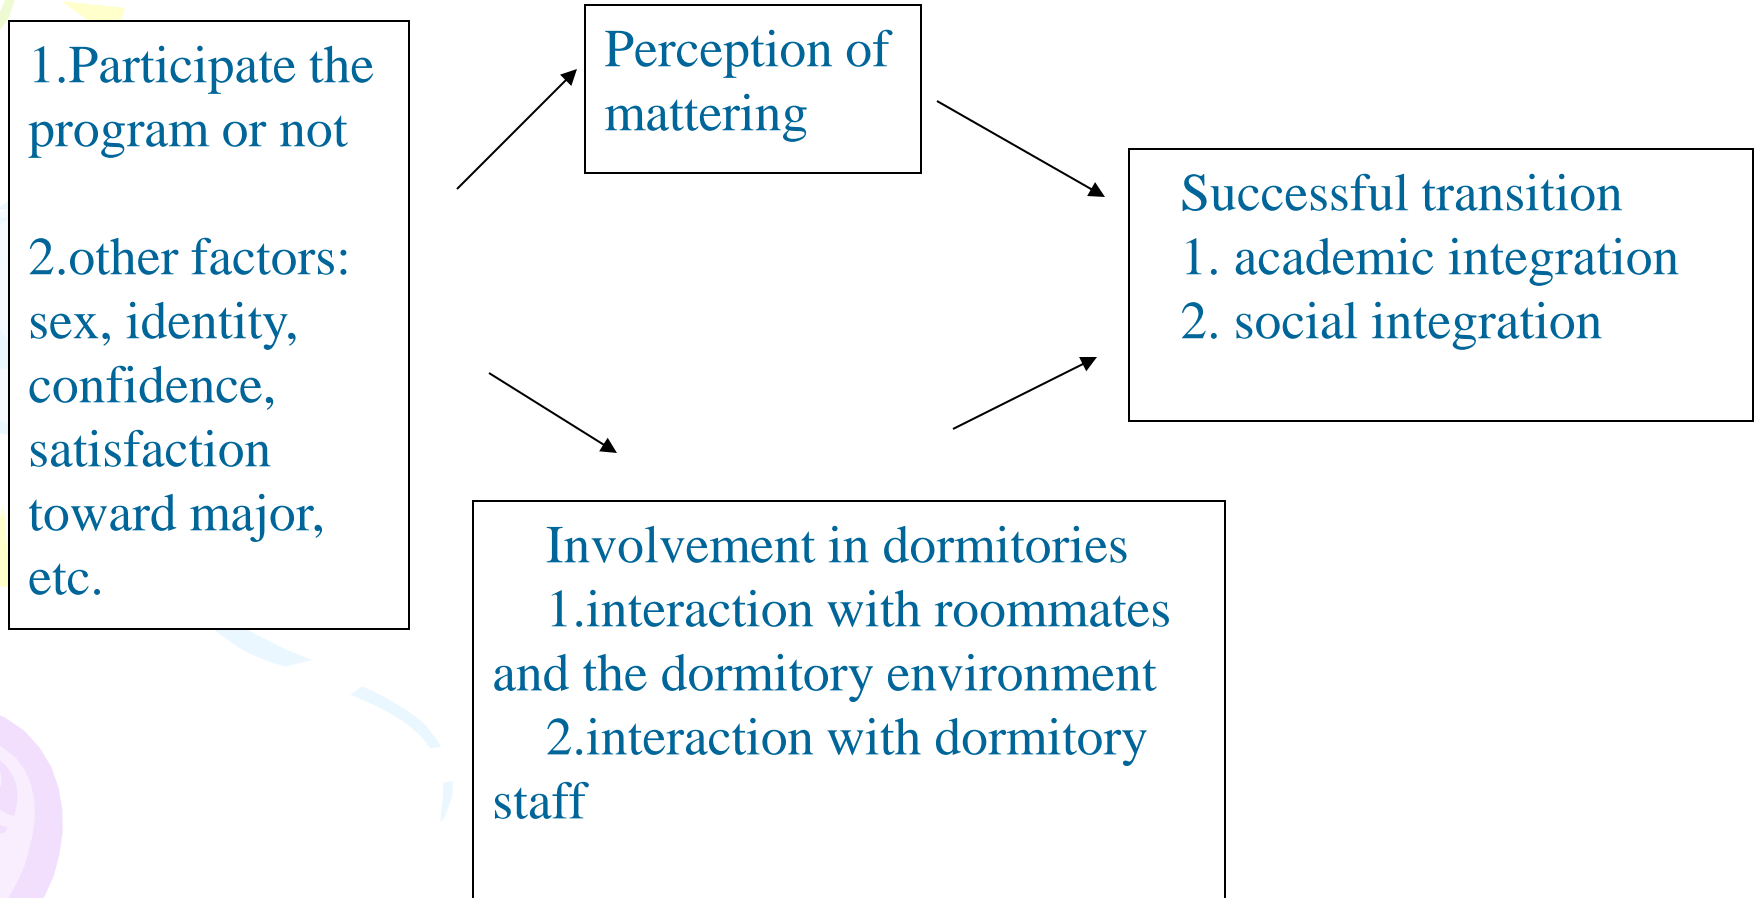 1.Participate the
program or not
2.other factors:
sex, identity,
confidence,
satisfaction
toward major,
etc.
Perception of
mattering
Successful transition
1. academic integration
2. social integration
Involvement in dormitories
1.interaction with roommates
and the dormitory environment
2.interaction with dormitory
staff